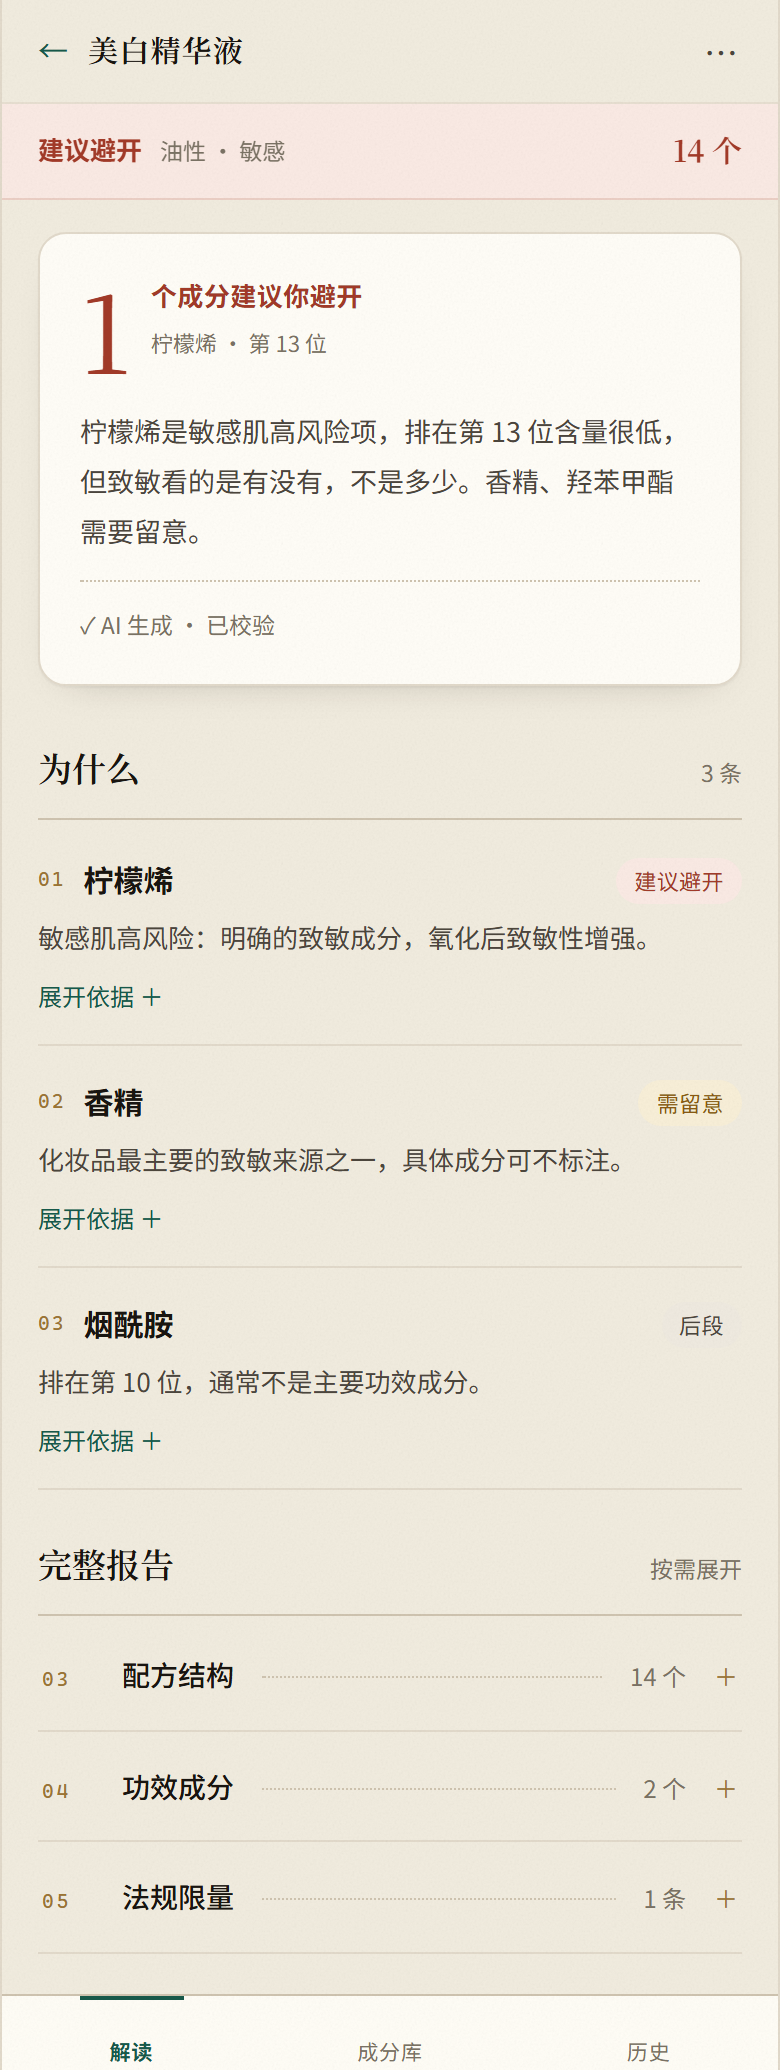 ← 美白精华液 ···
建议避开 油性 · 敏感 14 个
1 个成分建议你避开
柠檬烯 · 第 13 位
柠檬烯是敏感肌高风险项，排在第 13 位含量很低，
但致敏看的是有没有，不是多少。香精、羟苯甲酯
需要留意。
✓ AI 生成 · 已校验
为什么 3 条
01 柠檬烯 建议避开
敏感肌高风险：明确的致敏成分，氧化后致敏性增强。
展开依据 +
02 香精 需留意
化妆品最主要的致敏来源之一，具体成分可不标注。
展开依据 +
03 烟酰胺 后段
排在第 10 位，通常不是主要功效成分。
展开依据 +
完整报告 按需展开
03 配方结构 14 个 +
04 功效成分 2 个 +
05 法规限量 1 条 +
解读 成分库 历史